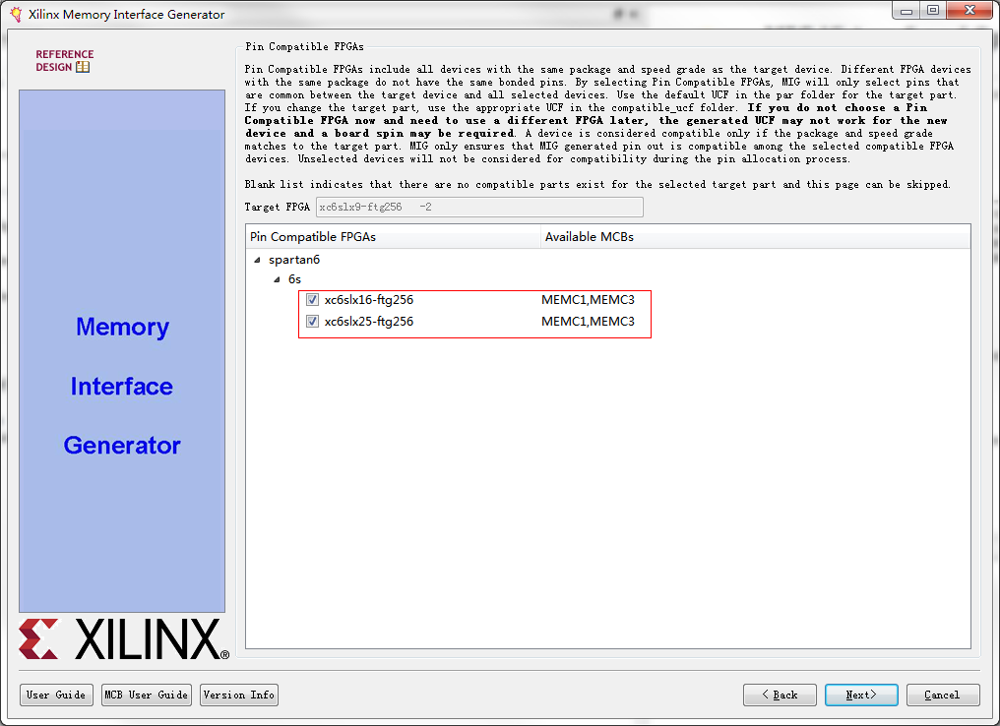 Xilinx Memory Interface Generator
REFERENCE
DESIGN
Memory
Interface
Generator
XILINX®
Pin Compatible FPGAs
Pin Compatible FPGAs include all devices with the same package and speed grade as the target device. Different FPGA devices
with the same package do not have the same bonded pins. By selecting Pin Compatible FPGAs, MIG will only select pins that
are common between the target device and all selected devices. Use the default UCF in the par folder for the target part.
If you change the target part, use the appropriate UCF in the compatible_ucf folder. If you do not choose a Pin
Compatible FPGA now and need to use a different FPGA later, the generated UCF may not work for the new
device and a board spin may be required. A device is considered compatible only if the package and speed grade
matches to the target part. MIG only ensures that MIG generated pin out is compatible among the selected compatible FPGA
devices. Unselected devices will not be considered for compatibility during the pin allocation process.
Blank list indicates that there are no compatible parts exist for the selected target part and this page can be skipped.
Target FPGA xc6slx9-ftg256 -2
Pin Compatible FPGAs Available MCBs
spartan6
6s
xc6slx16-ftg256 MEMC1,MEMC3
xc6slx25-ftg256 MEMC1,MEMC3
User Guide MCB User Guide Version Info < Back Next> Cancel